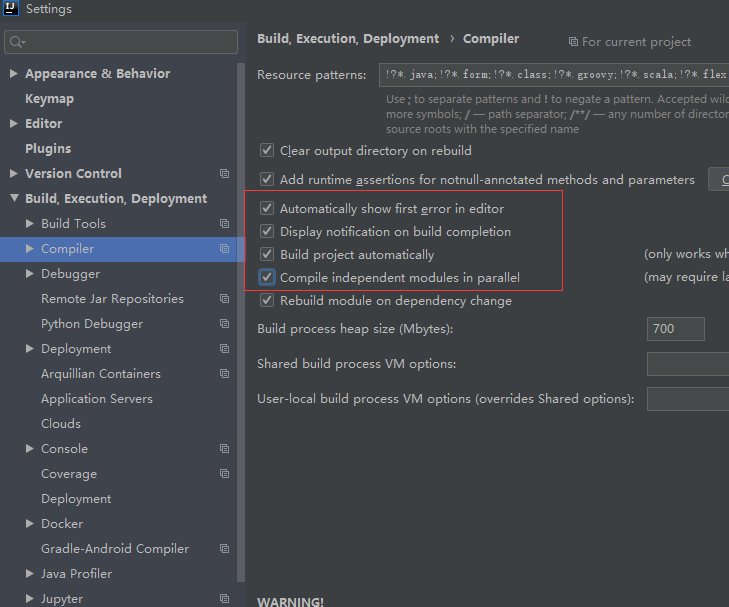 IJ
Settings
Appearance & Behavior
Keymap
Editor
Plugins
Version Control
Build, Execution, Deployment
Build Tools
Compiler
Debugger
Remote Jar Repositories
Python Debugger
Deployment
Arquillian Containers
Application Servers
Clouds
Console
Coverage
Deployment
Docker
Gradle-Android Compiler
Java Profiler
Jupyter
Build, Execution, Deployment › Compiler For current project
Resource patterns: !?*.java;!?*.form;!?*.class;!?*.groovy;!?*.scala;!?*.flex
Use ; to separate patterns and ! to negate a pattern. Accepted
more symbols; / — path separator; /**/ — any number of
source roots with the specified name
Clear output directory on rebuild
Add runtime assertions for notnull-annotated methods and parameters
Automatically show first error in editor
Display notification on build completion
Build project automatically (only works
Compile independent modules in parallel (may require
Rebuild module on dependency change
Build process heap size (Mbytes): 700
Shared build process VM options:
User-local build process VM options (overrides Shared options):
WARNING!